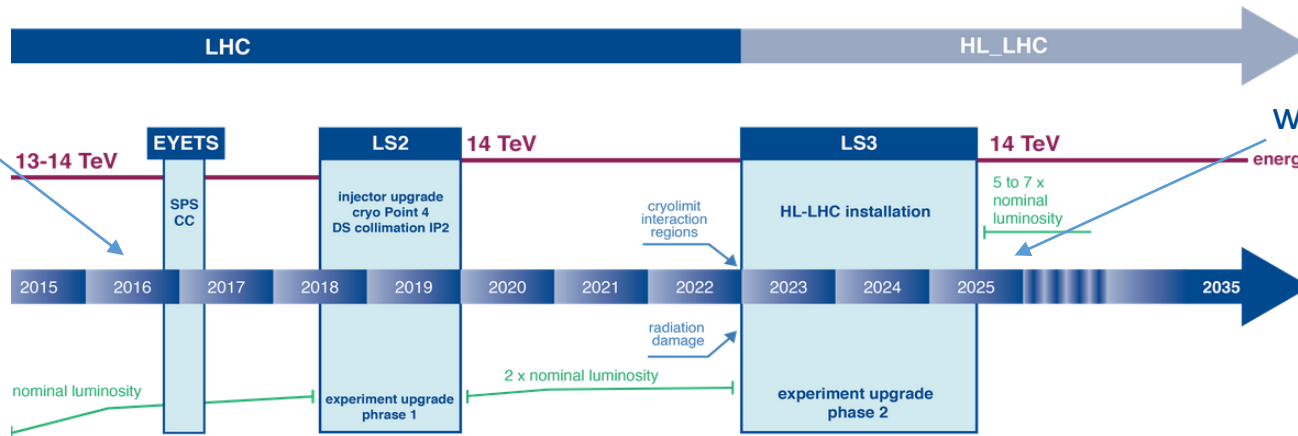 LHC
HL_LHC
W
EYETS
LS2
14 TeV
LS3
14 TeV
13-14 TeV
energ
SPS
CC
injector upgrade
cryo Point 4
DS collimation IP2
cryolimit
interaction
regions
HL-LHC installation
5 to 7 x
nominal
luminosity
2015
2016
2017
2018
2019
2020
2021
2022
2023
2024
2025
2035
radiation
damage
nominal luminosity
experiment upgrade
phrase 1
2 x nominal luminosity
experiment upgrade
phase 2